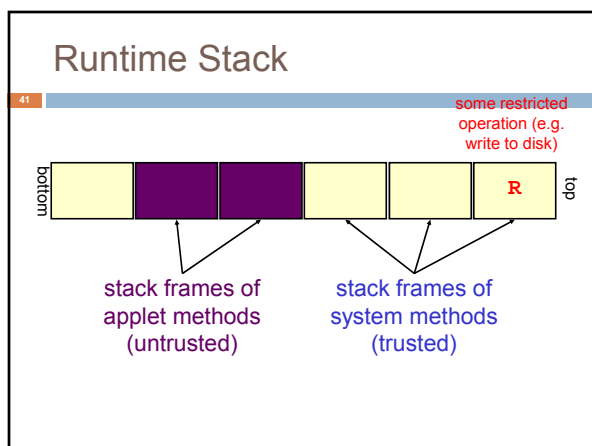 Runtime Stack
41
some restricted
operation (e.g.
write to disk)
bottom
R
top
stack frames of
applet methods
(untrusted)
stack frames of
system methods
(trusted)